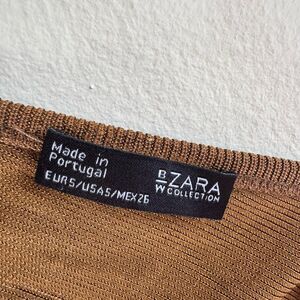 Made in
Portugal
EUR S/USA S/MEX 26
B/W ZARA
COLLECTION